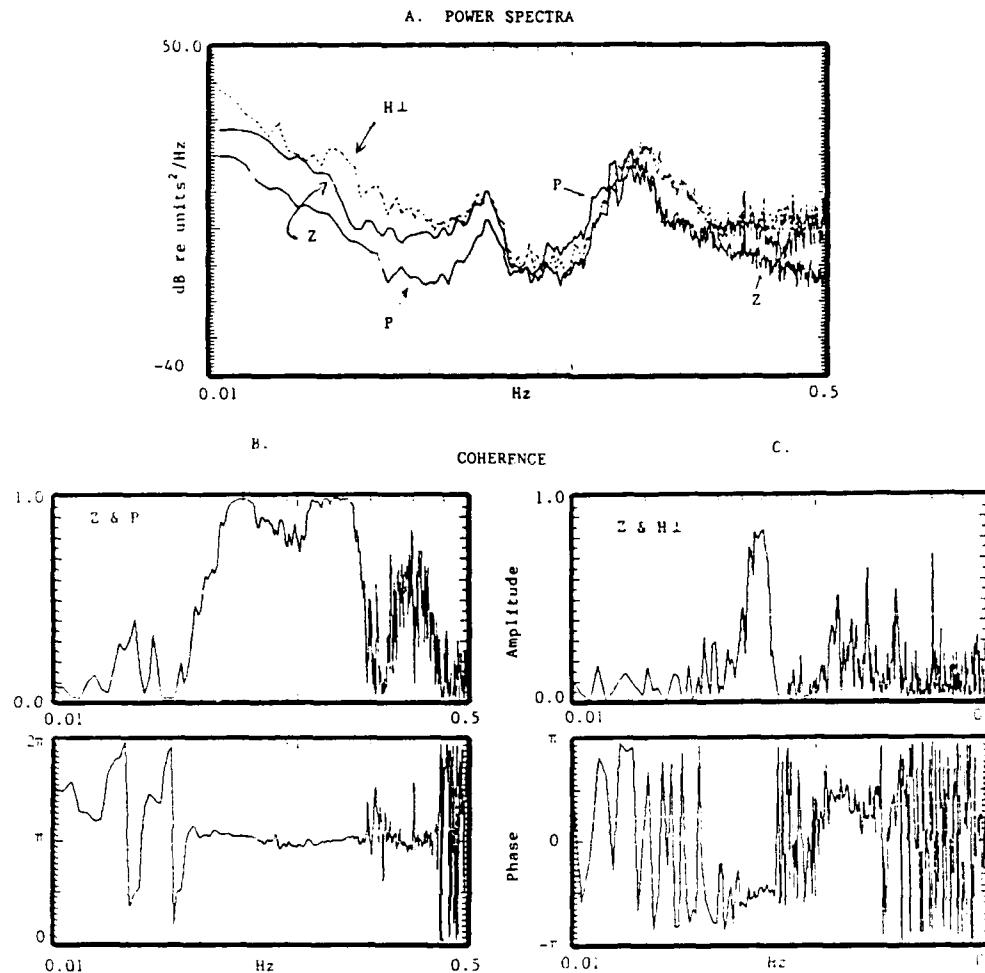 A. POWER SPECTRA
50.0
H⊥
P
dB re units²/Hz
Z
P
Z
-40
0.01
Hz
0.5
B.
C.
COHERENCE
1.0
Z & P
0.0
0.01
0.5
1.0
Z & H⊥
Amplitude
0.0
0.01
2π
π
0
0.01
Hz
0.5
π
Phase
0
-π
0.01
Hz